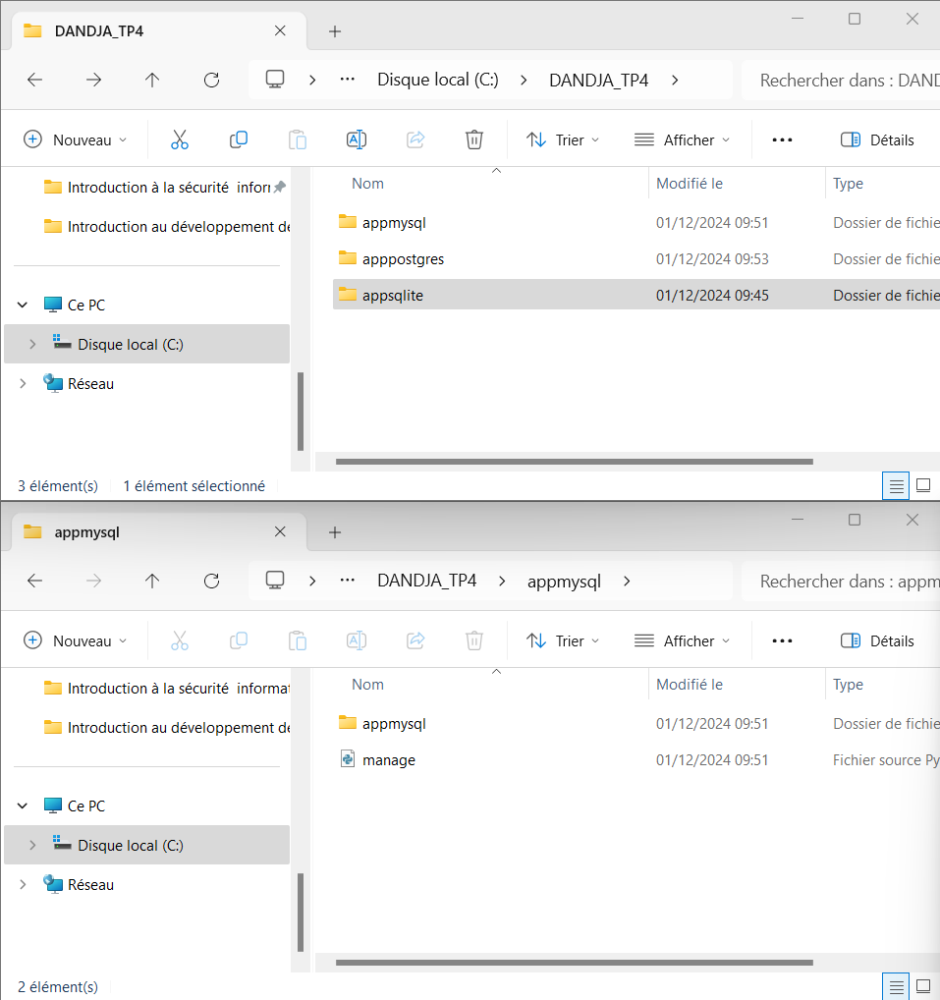 DANDJA_TP4
Disque local (C:) DANDJA_TP4 Rechercher dans : DAND
Nouveau Trier Afficher Détails
Introduction à la sécurité infor
Introduction au développement de
Ce PC
Disque local (C:)
Réseau
Nom Modifié le Type
appmysql 01/12/2024 09:51 Dossier de fichie
apppostgres 01/12/2024 09:53 Dossier de fichie
appsqlite 01/12/2024 09:45 Dossier de fichie
3 élément(s) 1 élément sélectionné
appmysql
DANDJA_TP4 appmysql Rechercher dans : appm
Nouveau Trier Afficher Détails
Introduction à la sécurité informat
Introduction au développement de
Ce PC
Disque local (C:)
Réseau
Nom Modifié le Type
appmysql 01/12/2024 09:51 Dossier de fichie
manage 01/12/2024 09:51 Fichier source Py
2 élément(s)